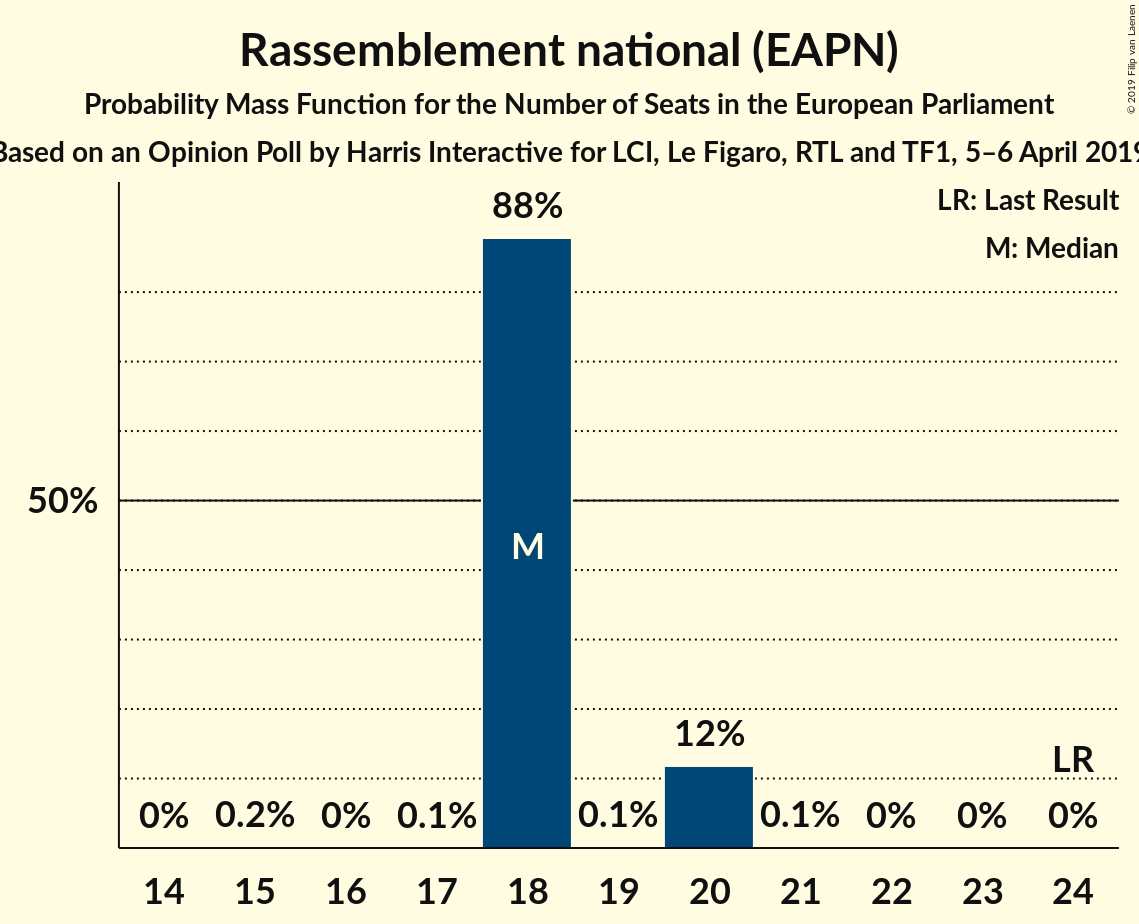 Rassemblement national (EAPN)
Probability Mass Function for the Number of Seats in the European Parliament
Based on an Opinion Poll by Harris Interactive for LCI, Le Figaro, RTL and TF1, 5–6 April 2019
© 2019 Filip van Laenen
LR: Last Result
M: Median
88%
50%
M
12%
LR
0% 0.2% 0% 0.1% 0.1% 0.1% 0% 0% 0%
14 15 16 17 18 19 20 21 22 23 24